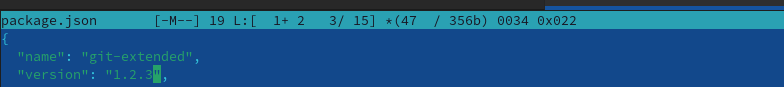 package.json       [-M--] 19 L:[  1+ 2   3/ 15] *(47  / 356b) 0034 0x022
{
  "name": "git-extended",
  "version": "1.2.3",